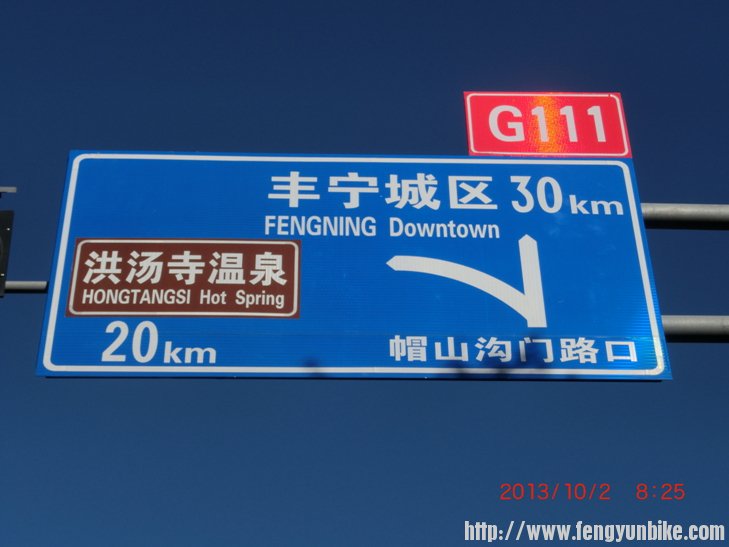 G111
丰宁城区 30km
FENGNING Downtown
洪汤寺温泉
HONGTANGSI Hot Spring
20km
帽山沟门路口
2013/10/2 8:25
http://www.fengyunbike.com